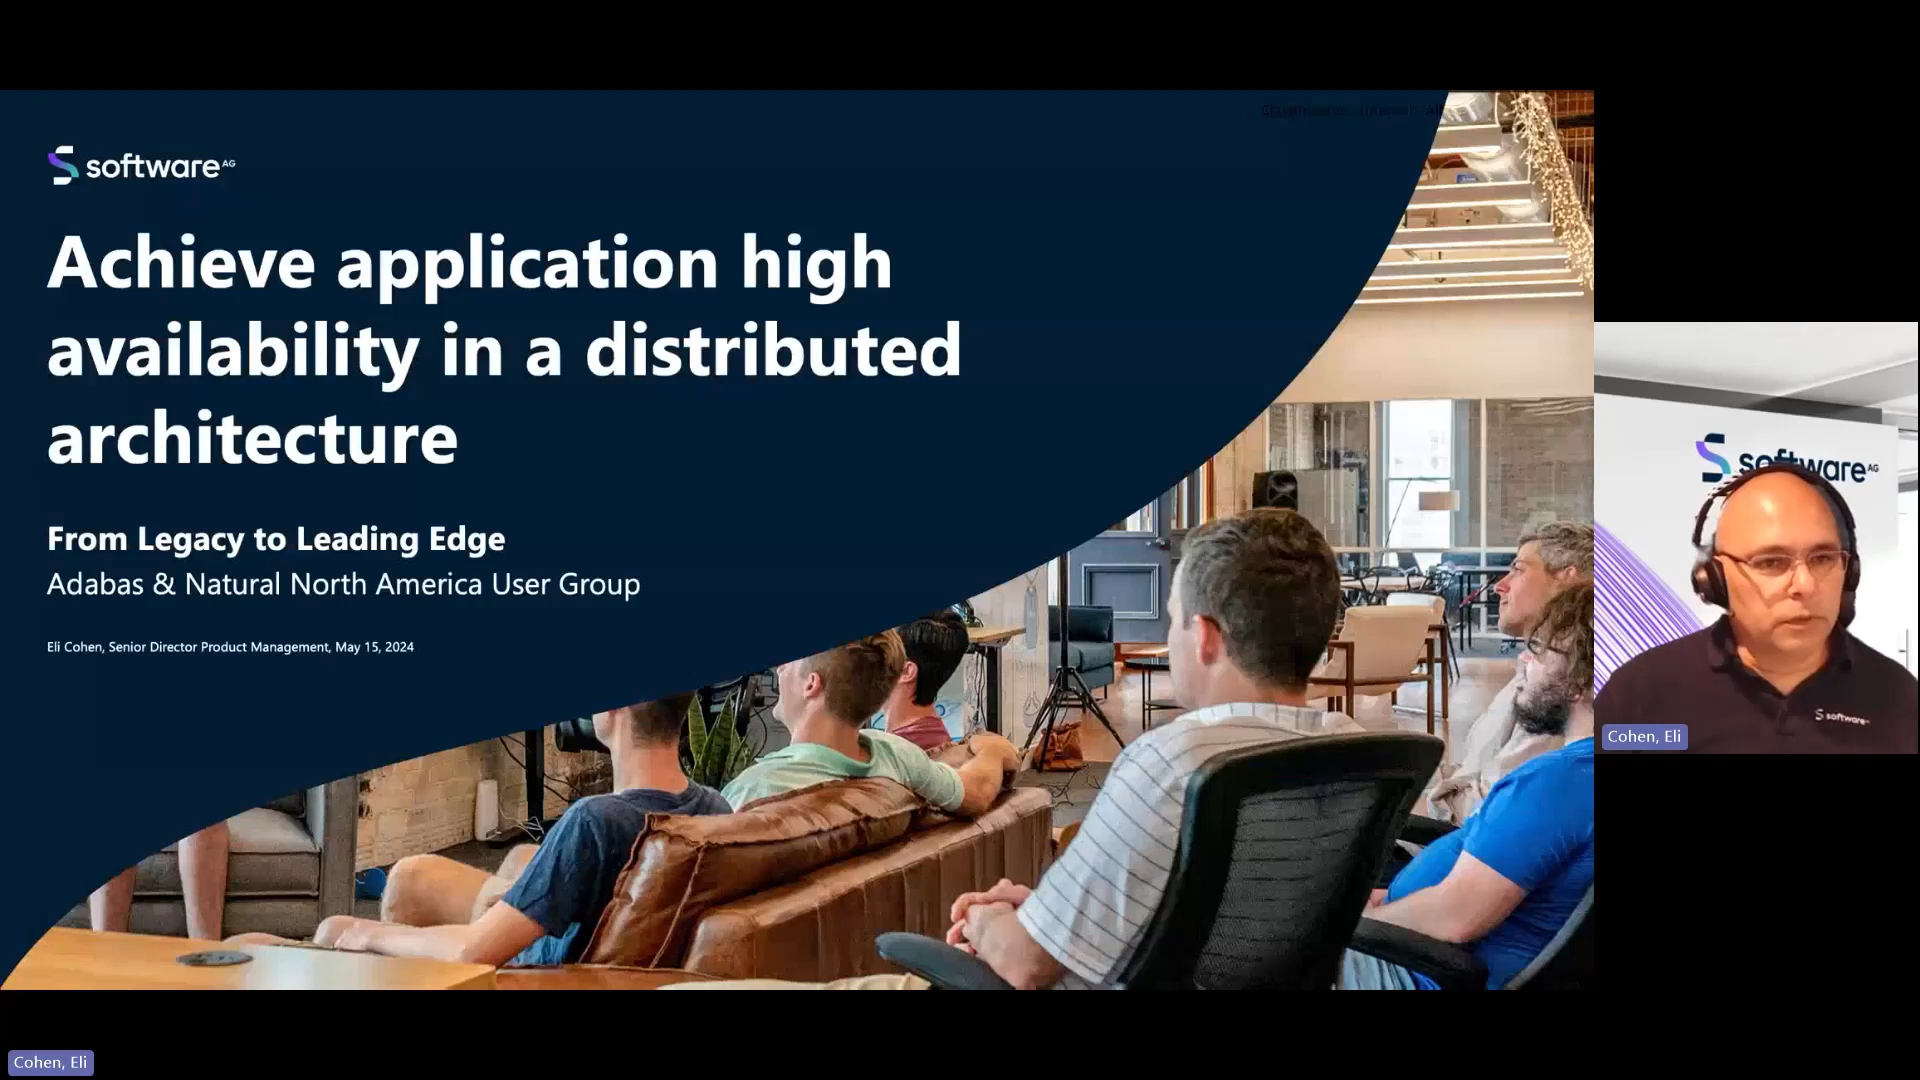 software AG
Achieve application high
availability in a distributed
architecture
From Legacy to Leading Edge
Adabas & Natural North America User Group
Eli Cohen, Senior Director Product Management, May 15, 2024
software AG
software
Cohen, Eli
Cohen, Eli